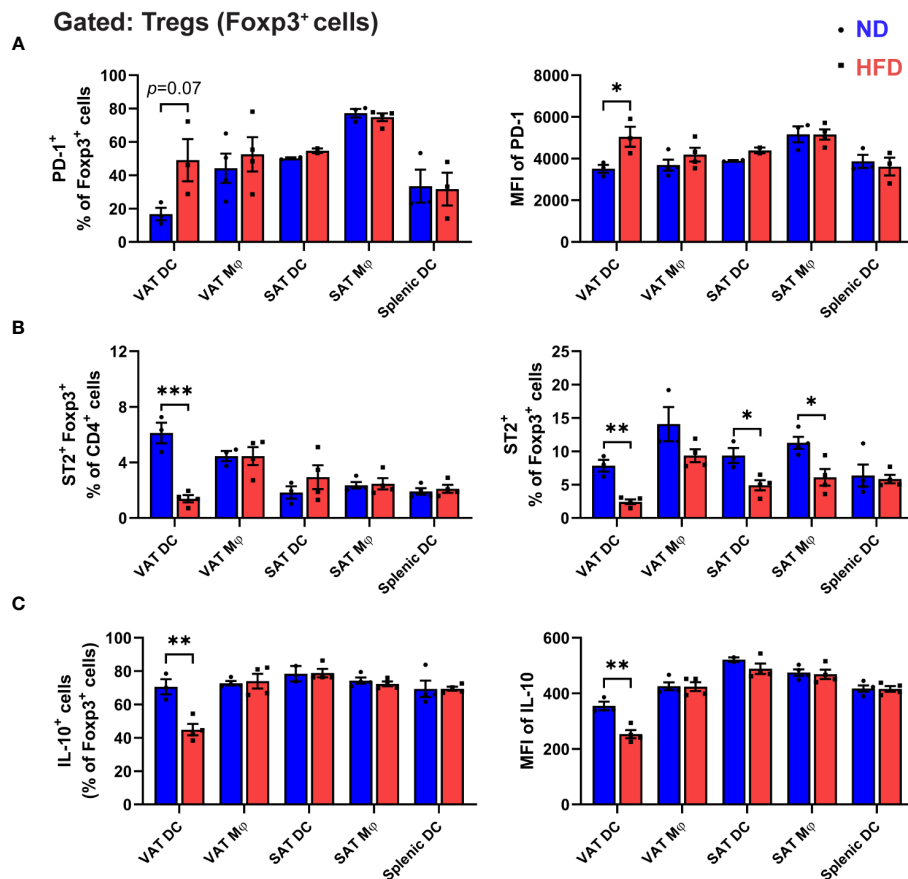 Gated: Tregs (Foxp3⁺ cells)
ND
HFD
A
PD-1⁺
% of Foxp3⁺ cells
100
80
60
40
20
0
p=0.07
VAT DC
VAT Mφ
SAT DC
SAT Mφ
Splenic DC
MFI of PD-1
8000
6000
4000
2000
0
*
VAT DC
VAT Mφ
SAT DC
SAT Mφ
Splenic DC
B
ST2⁺ Foxp3⁺
% of CD4⁺ cells
12
9
6
3
0
***
VAT DC
VAT Mφ
SAT DC
SAT Mφ
Splenic DC
ST2⁺
% of Foxp3⁺ cells
25
20
15
10
5
0
**
*
*
VAT DC
VAT Mφ
SAT DC
SAT Mφ
Splenic DC
C
IL-10⁺ cells
(% of Foxp3⁺ cells)
100
80
60
40
20
0
**
VAT DC
VAT Mφ
SAT DC
SAT Mφ
Splenic DC
MFI of IL-10
600
400
200
0
**
VAT DC
VAT Mφ
SAT DC
SAT Mφ
Splenic DC